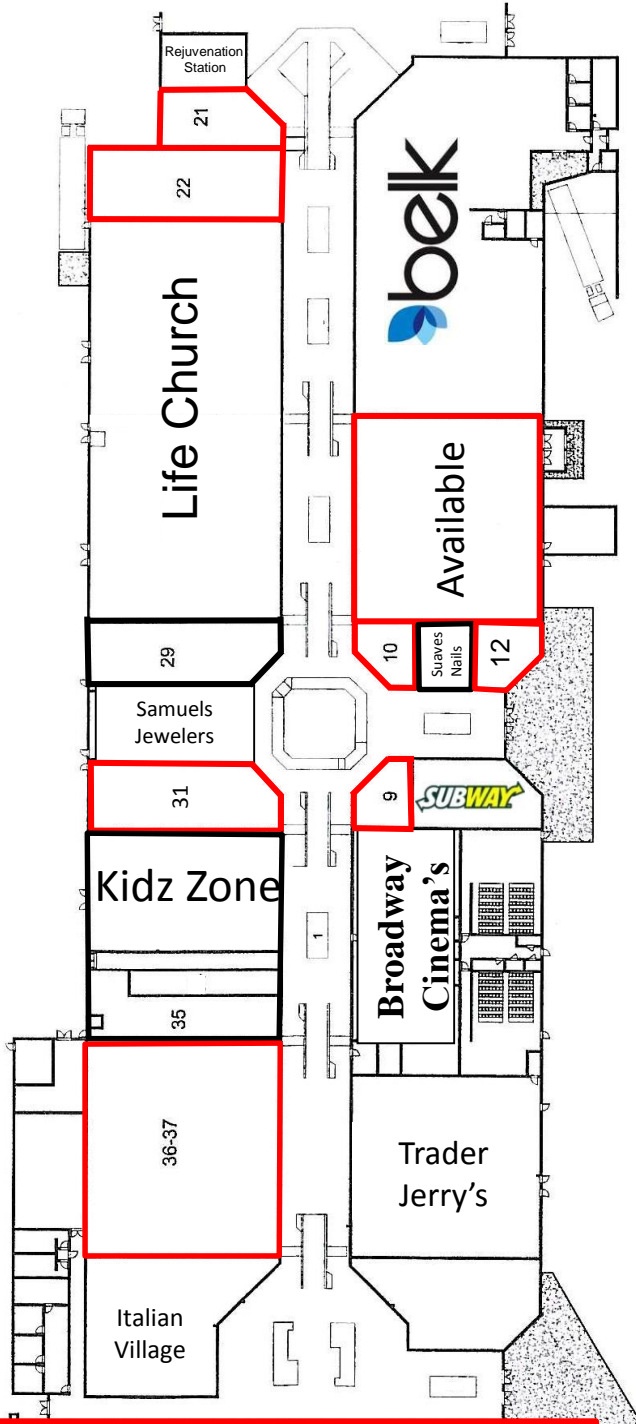 Rejuvenation
Station
21
22
belk
Life Church
Available
29
10
Suaves
Nails
12
Samuels
Jewelers
31
9
SUBWAY
Kidz Zone
1
Broadway
Cinema's
35
36-37
Trader
Jerry’s
Italian
Village